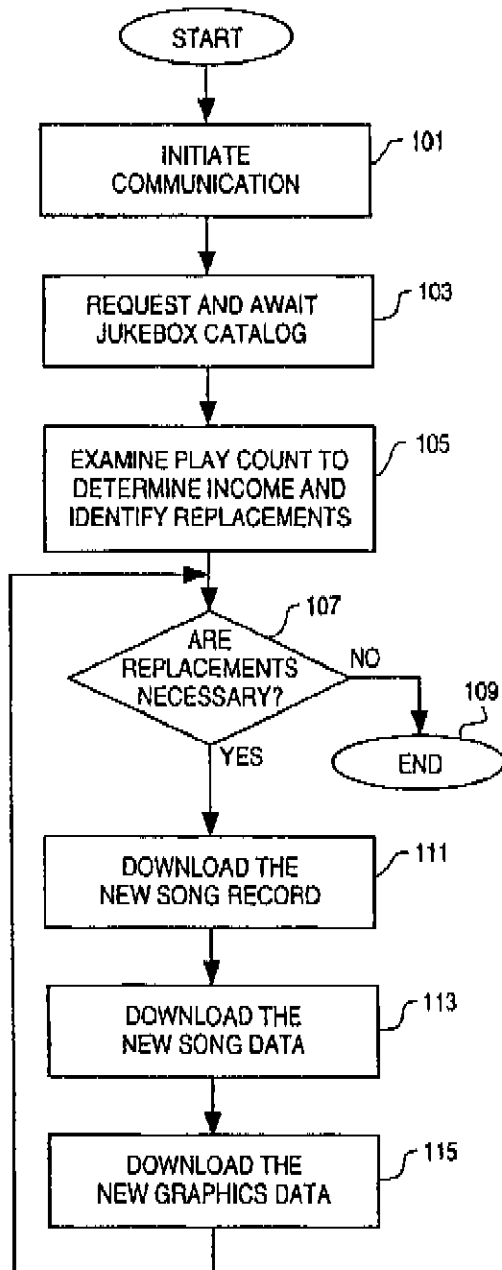 START
101
INITIATE
COMMUNICATION
103
REQUEST AND AWAIT
JUKEBOX CATALOG
105
EXAMINE PLAY COUNT TO
DETERMINE INCOME AND
IDENTIFY REPLACEMENTS
107
ARE
REPLACEMENTS
NECESSARY?
NO
109
END
YES
111
DOWNLOAD THE
NEW SONG RECORD
113
DOWNLOAD THE
NEW SONG DATA
115
DOWNLOAD THE
NEW GRAPHICS DATA